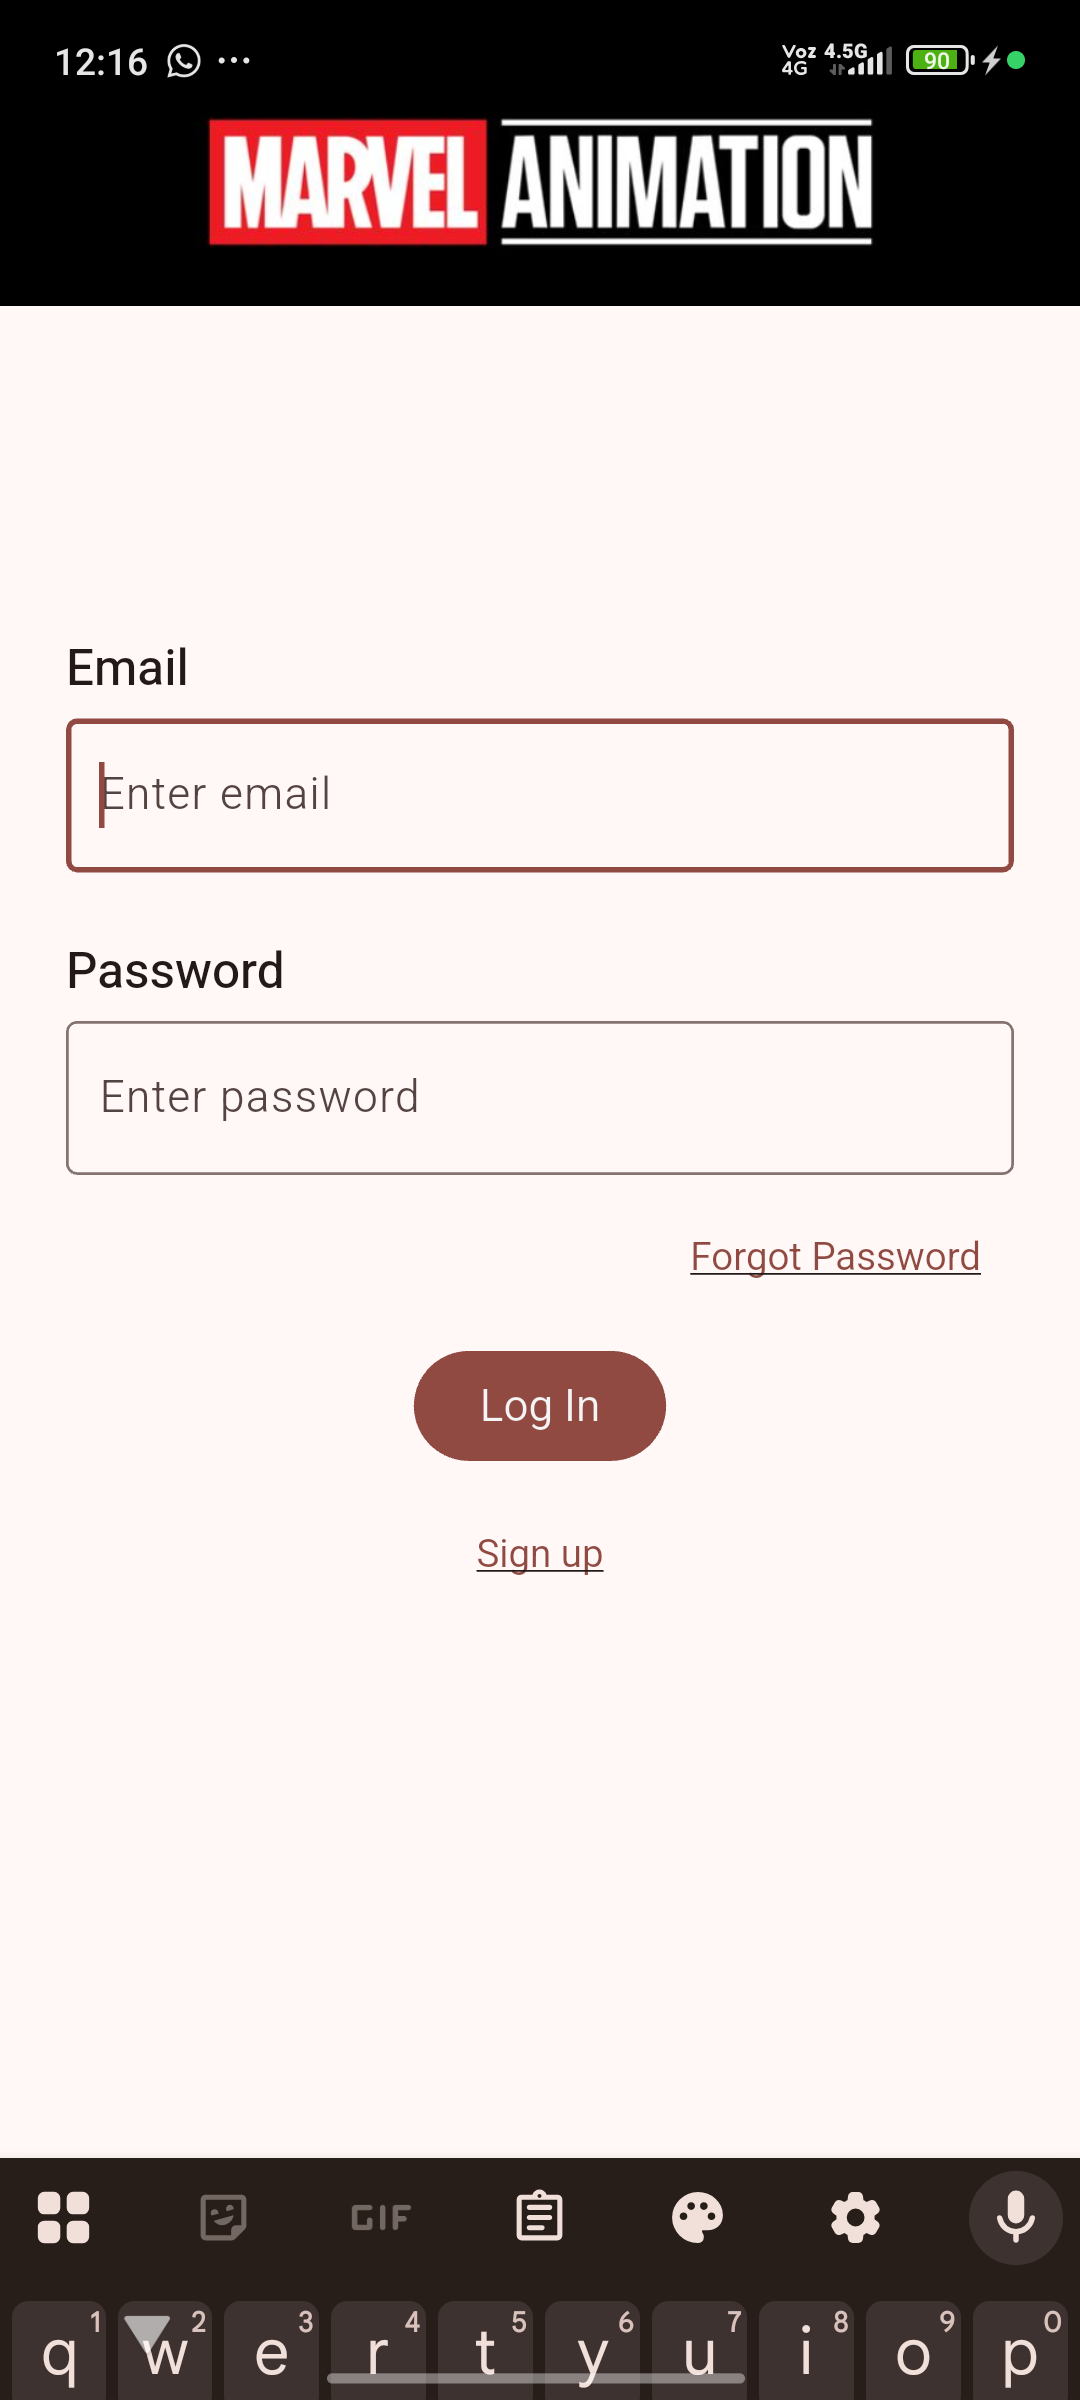 12:16 ... Voz 4G 4.5G 90
MARVEL ANIMATION
Email
Enter email
Password
Enter password
Forgot Password
Log In
Sign up
GIF
1 2 3 4 5 6 7 8 9 0
q w e r t y u i o p